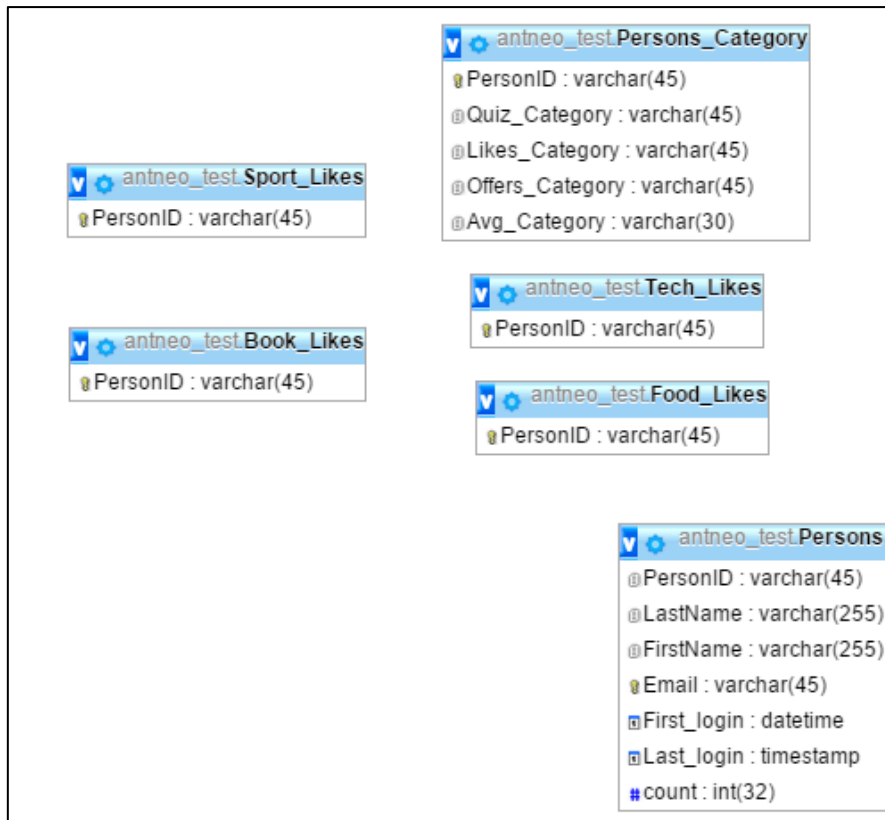 antneo_test.Persons_Category
PersonID : varchar(45)
Quiz_Category : varchar(45)
Likes_Category : varchar(45)
Offers_Category : varchar(45)
Avg_Category : varchar(30)
antneo_test.Sport_Likes
PersonID : varchar(45)
antneo_test.Tech_Likes
PersonID : varchar(45)
antneo_test.Book_Likes
PersonID : varchar(45)
antneo_test.Food_Likes
PersonID : varchar(45)
antneo_test.Persons
PersonID : varchar(45)
LastName : varchar(255)
FirstName : varchar(255)
Email : varchar(45)
First_login : datetime
Last_login : timestamp
# count : int(32)